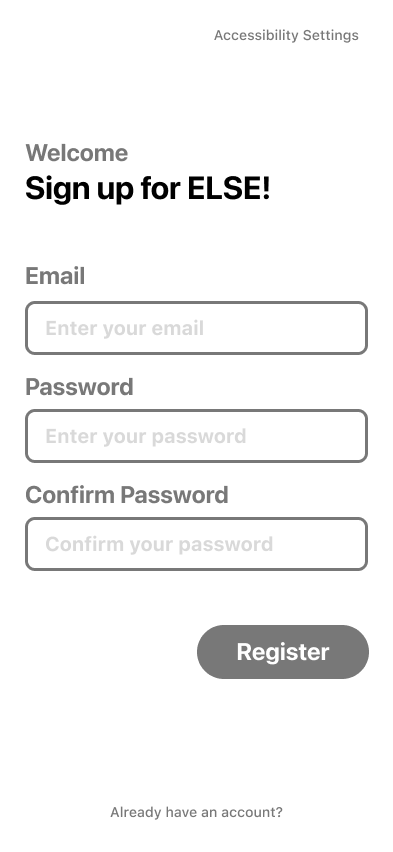 Accessibility Settings
Welcome
Sign up for ELSE!
Email
Enter your email
Password
Enter your password
Confirm Password
Confirm your password
Register
Already have an account?